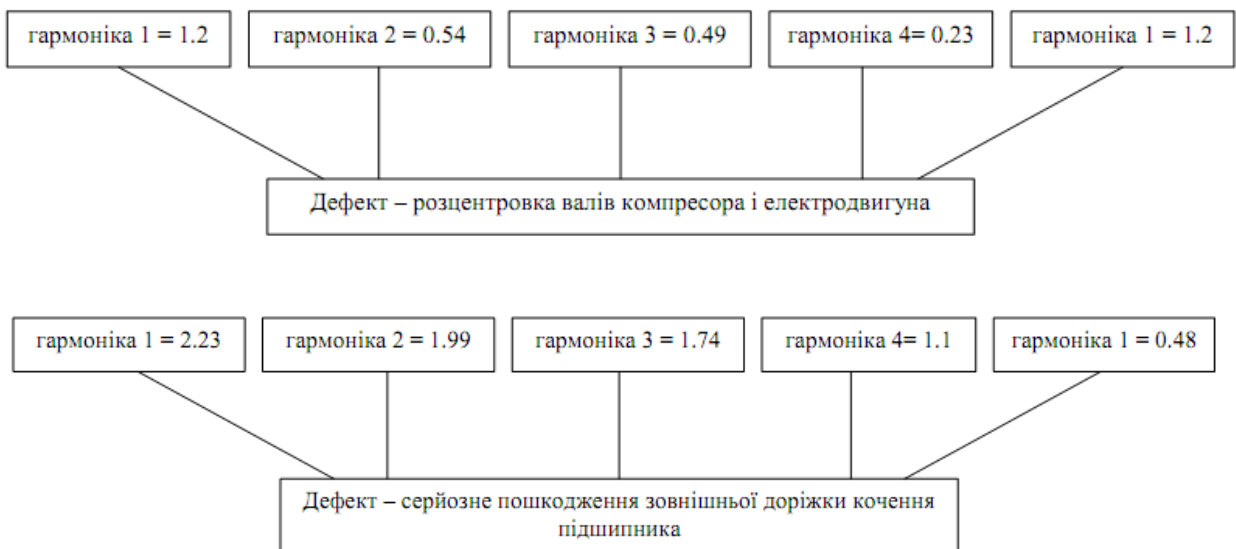 гармоніка 1 = 1.2
гармоніка 2 = 0.54
гармоніка 3 = 0.49
гармоніка 4= 0.23
гармоніка 1 = 1.2
Дефект – розцентровка валів компресора і електродвигуна
гармоніка 1 = 2.23
гармоніка 2 = 1.99
гармоніка 3 = 1.74
гармоніка 4= 1.1
гармоніка 1 = 0.48
Дефект – серйозне пошкодження зовнішньої доріжки кочення
підшипника